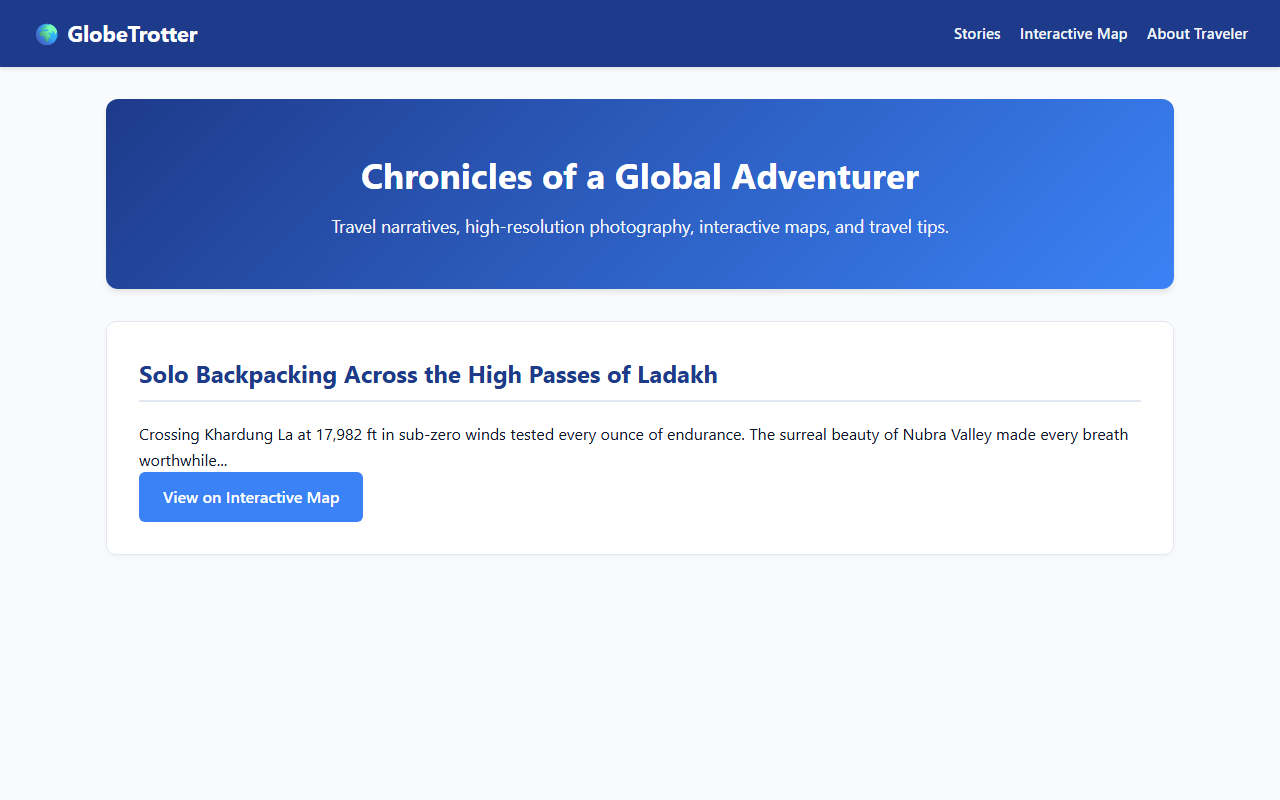 GlobeTrotter
Stories
Interactive Map
About Traveler
Chronicles of a Global Adventurer
Travel narratives, high-resolution photography, interactive maps, and travel tips.
Solo Backpacking Across the High Passes of Ladakh
Crossing Khardung La at 17,982 ft in sub-zero winds tested every ounce of endurance. The surreal beauty of Nubra Valley made every breath
worthwhile...
View on Interactive Map